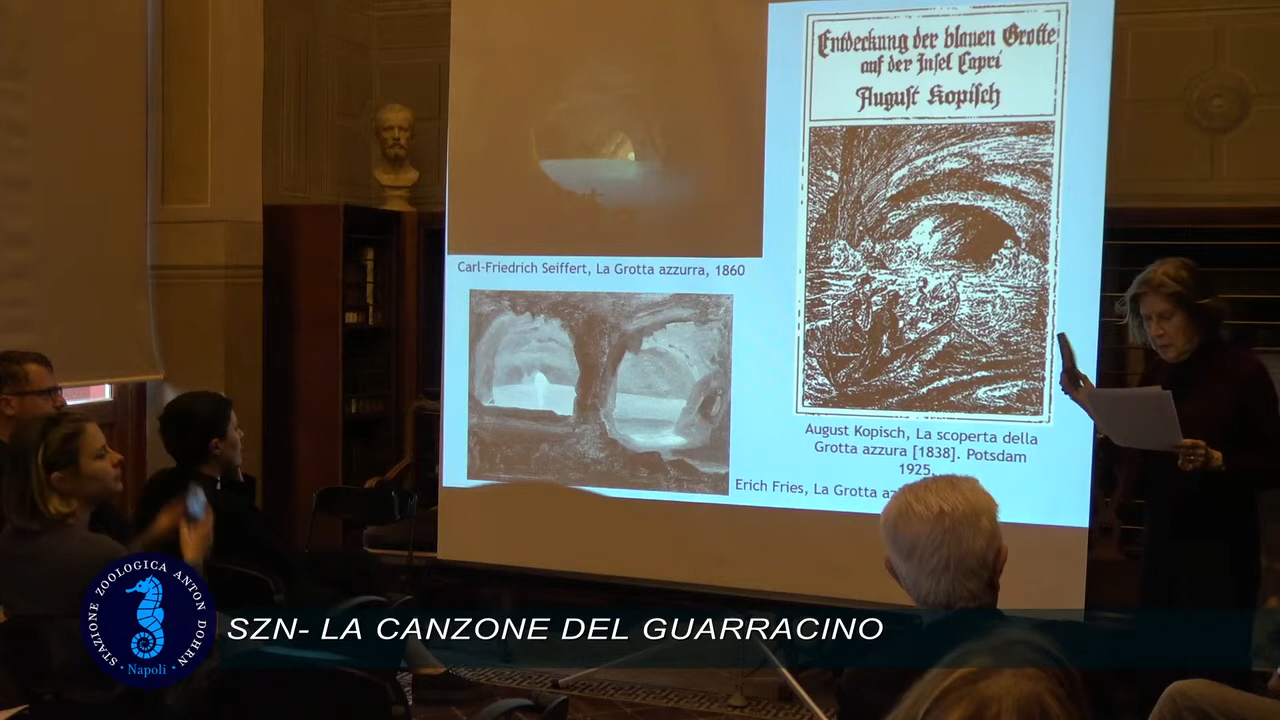 Entdeckung der blauen Grotte
auf der Insel Capri
August Kopisch
Carl-Friedrich Seiffert, La Grotta azzurra, 1860
August Kopisch, La scoperta della
Grotta azzura [1838]. Potsdam
1925.
Erich Fries, La Grotta
STAZIONE ZOOLOGICA ANTON DOHRN
Napoli
SZN- LA CANZONE DEL GUARRACINO